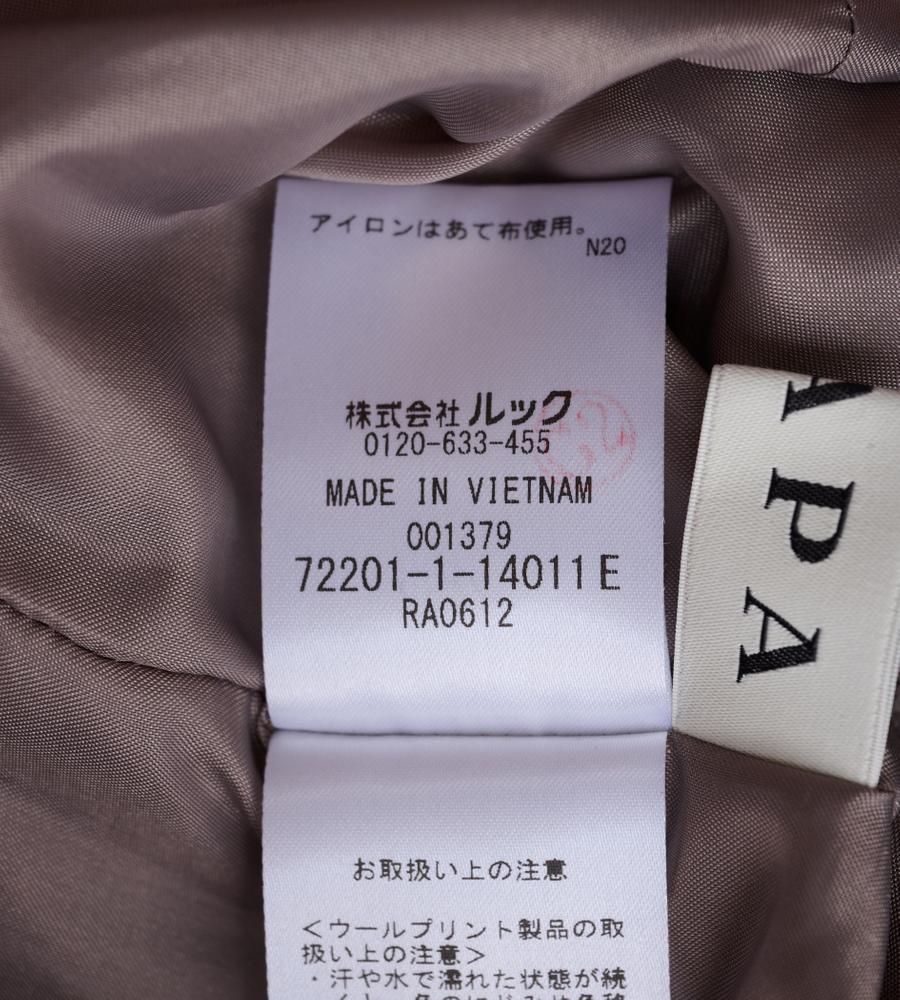 アイロンはあて布使用。
N20
株式会社ルック
0120-633-455
MADE IN VIETNAM
001379
72201-1-14011E
RA0612
APA
お取扱い上の注意
<ウールプリント製品の取
扱い上の注意>
・汗や水で濡れた状態が続